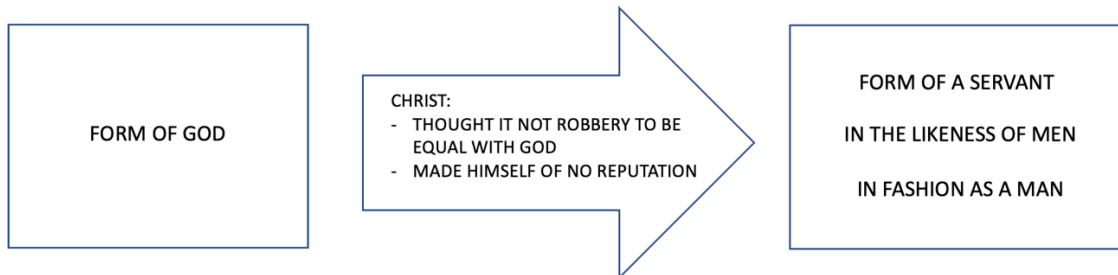 FORM OF GOD
CHRIST:
- THOUGHT IT NOT ROBBERY TO BE
EQUAL WITH GOD
- MADE HIMSELF OF NO REPUTATION
FORM OF A SERVANT
IN THE LIKENESS OF MEN
IN FASHION AS A MAN